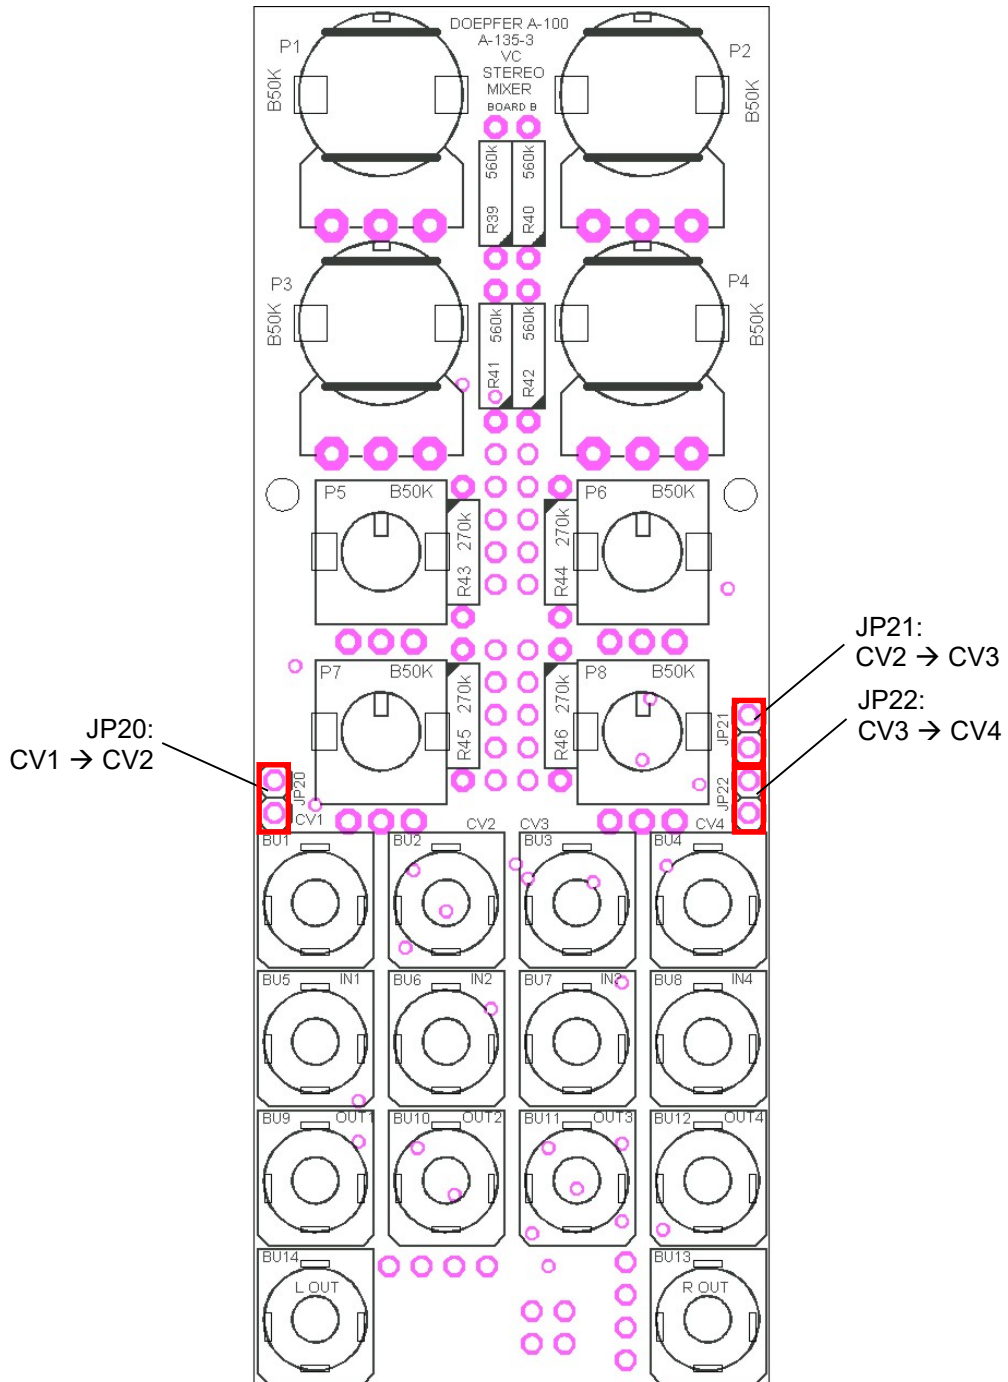 DOEPFER A-100
A-135-3
VC
STEREO
MIXER
BOARD B
P1
B50K
P2
B50K
560k
R39
560k
R40
P3
B50K
P4
B50K
560k
R41
560k
R42
P5 B50K
270k
R43
P6 B50K
270k
R44
P7 B50K
270k
R45
P8 B50K
270k
R46
JP21:
CV2 → CV3
JP22:
CV3 → CV4
JP20:
CV1 → CV2
JP21
JP22
JP20
CV1
CV2
CV3
CV4
BU1
BU2
BU3
BU4
BU5 IN1
BU6 IN2
BU7 IN3
BU8 IN4
BU9 OUT1
BU10 OUT2
BU11 OUT3
BU12 OUT4
BU14
L OUT
BU13
R OUT